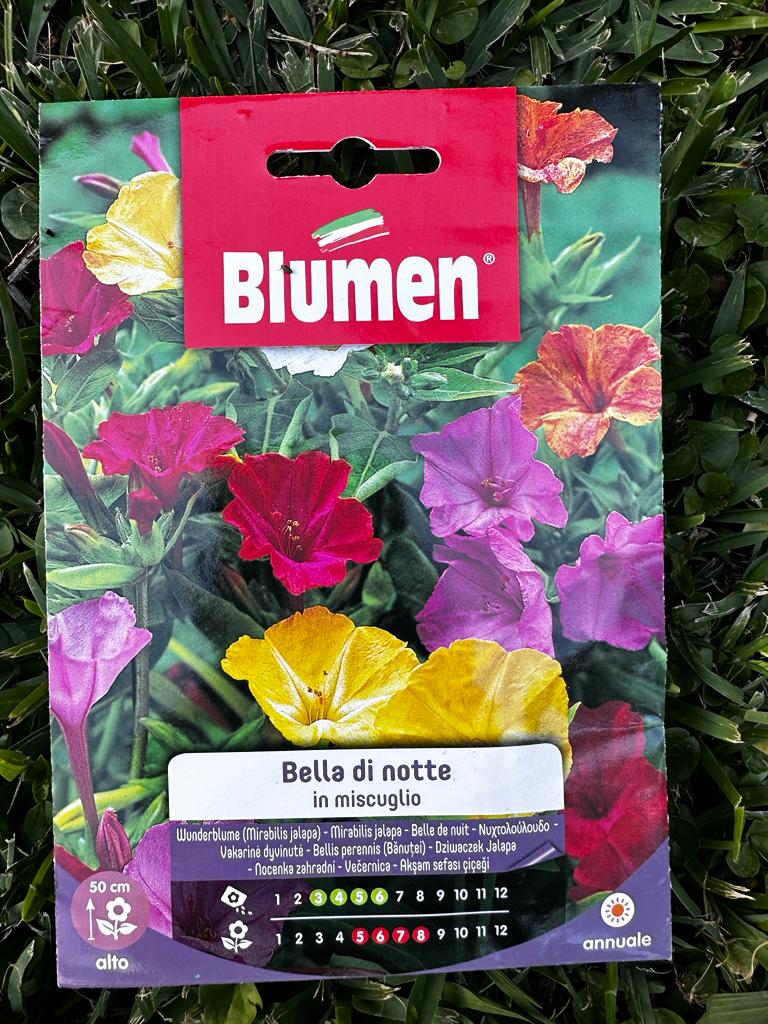 Blumen®
Bella di notte
in miscuglio
Wunderblume (Mirabilis jalapa) - Mirabilis jalapa - Belle de nuit - Νυχτολούλουδο -
Vakarinė dyvinutė - Bellis perennis (Bănuței) - Dziwaczek Jalapa
- Nocenka zahradní - Večernica - Akşam sefası çiçeği
50 cm
alto
1 2 3 4 5 6 7 8 9 10 11 12
1 2 3 4 5 6 7 8 9 10 11 12
annuale